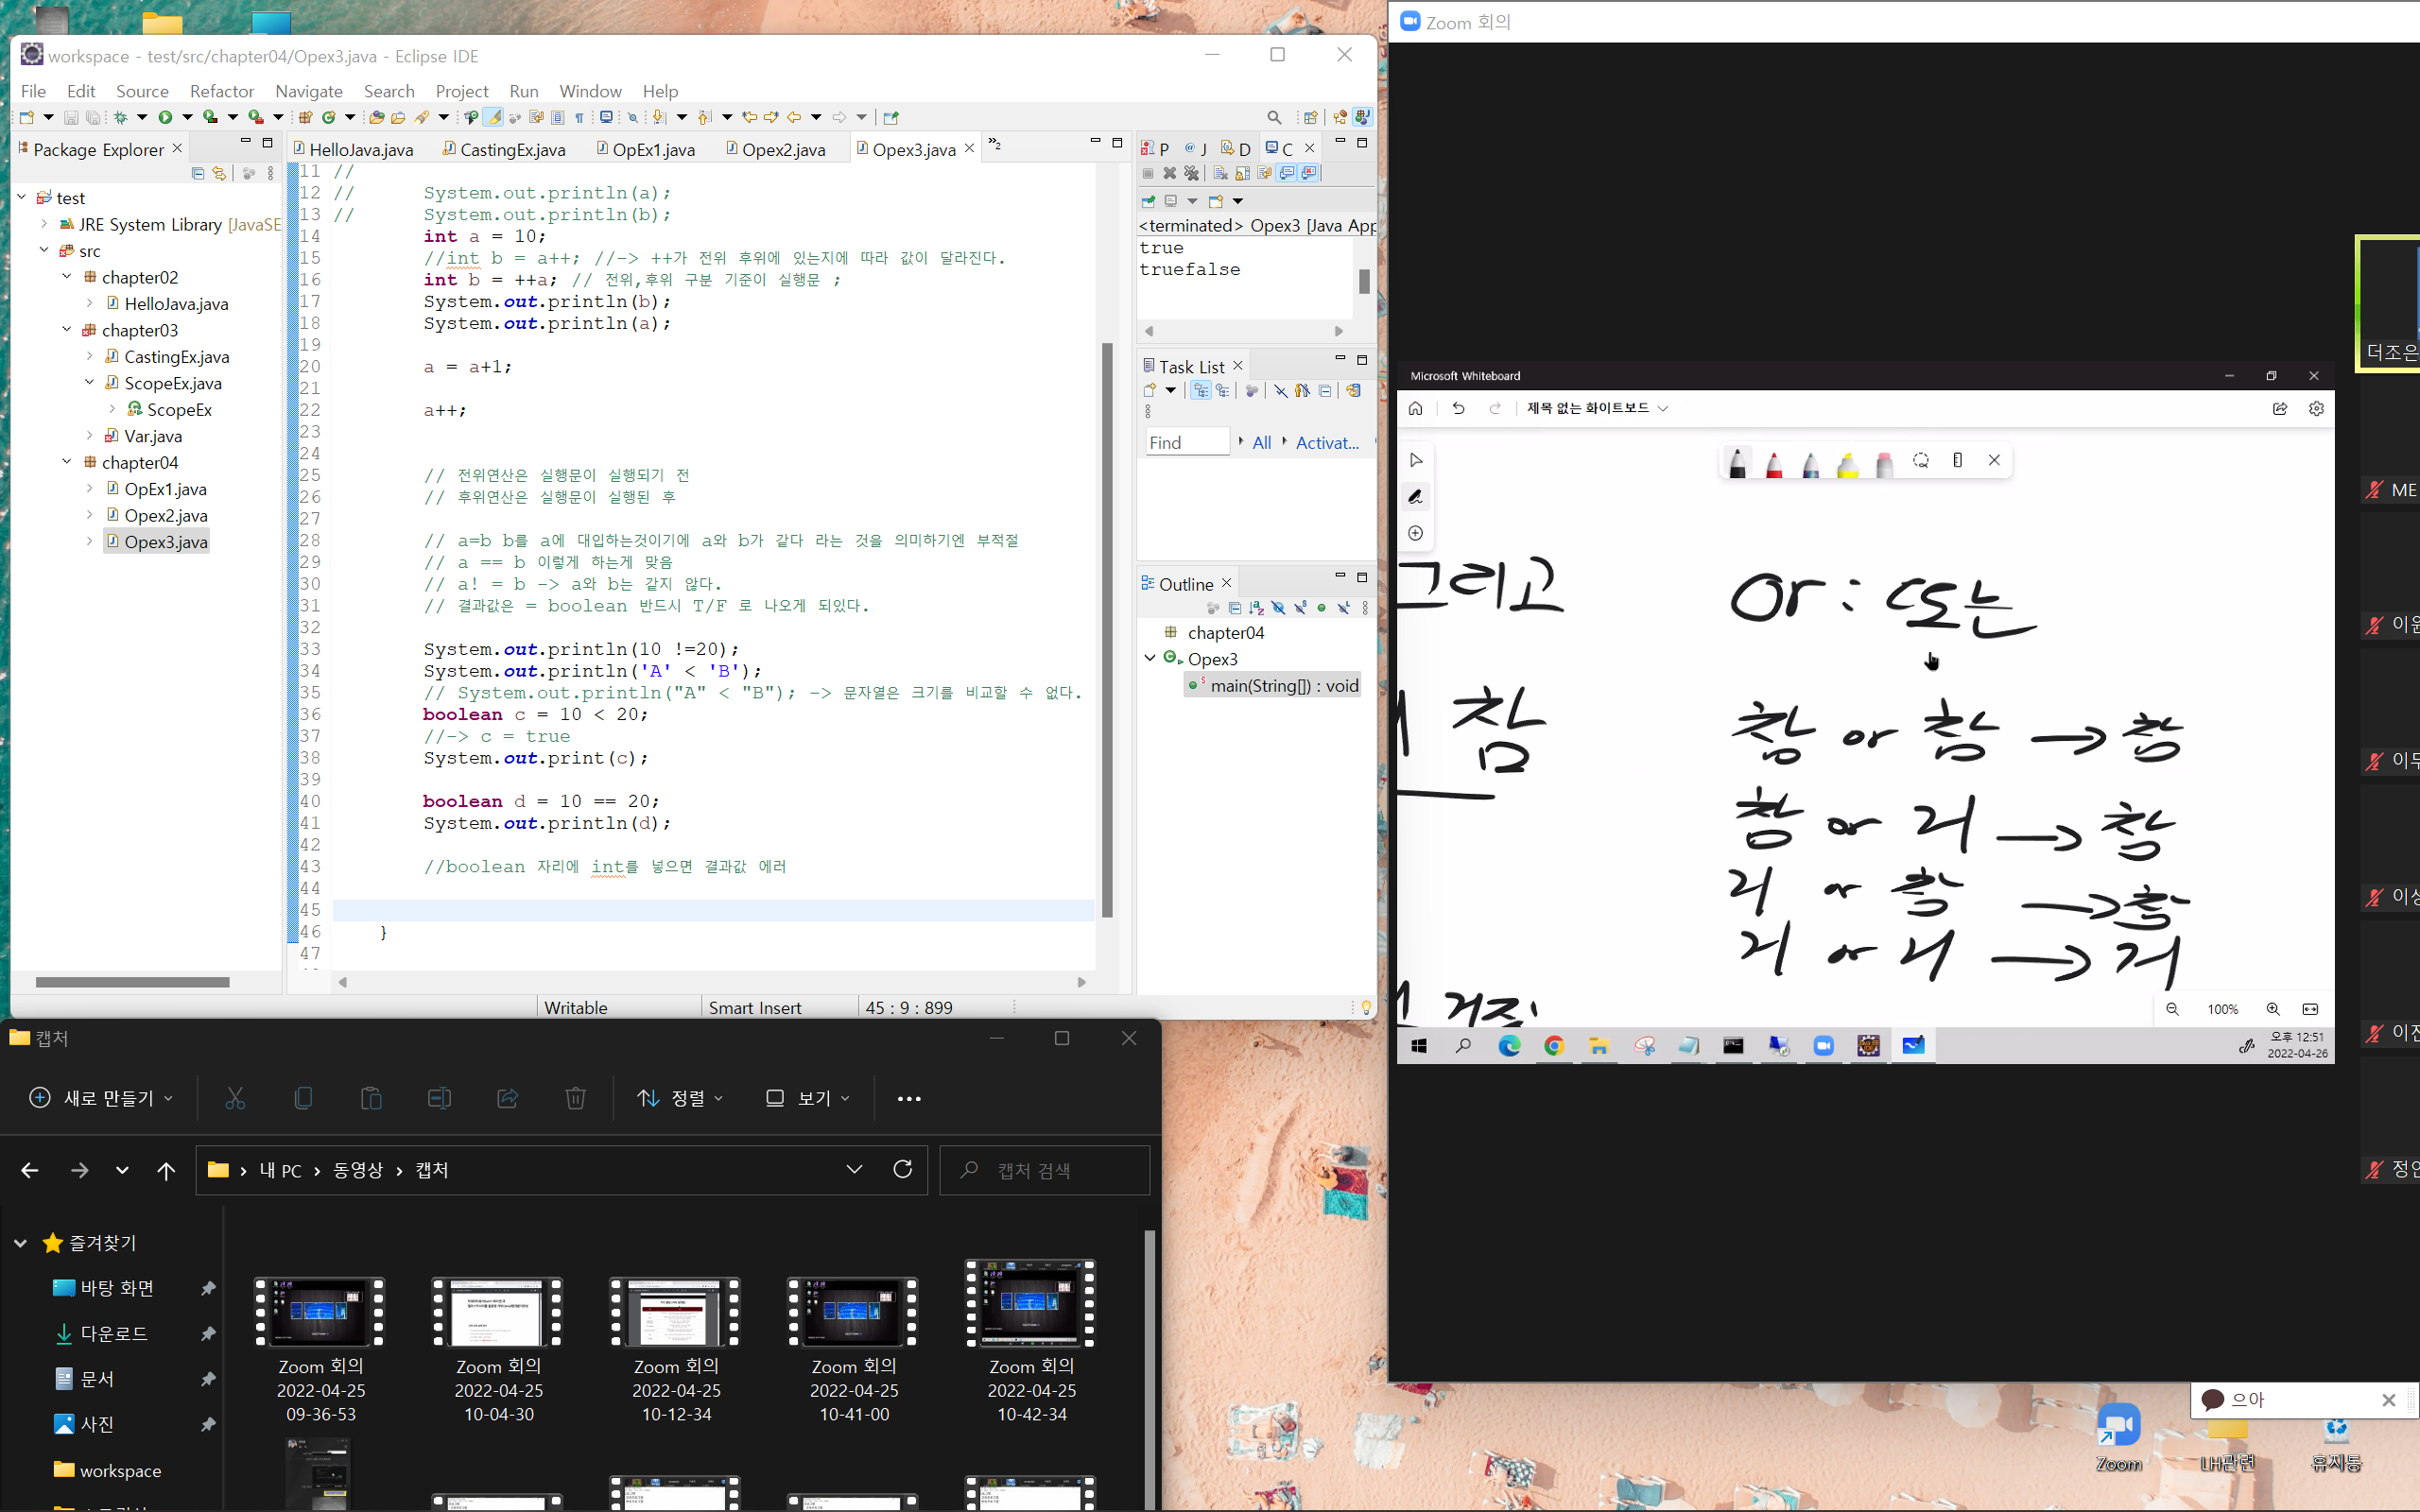 workspace - test/src/chapter04/Opex3.java - Eclipse IDE
File Edit Source Refactor Navigate Search Project Run Window Help
Package Explorer
test
JRE System Library [JavaSE
src
chapter02
HelloJava.java
chapter03
CastingEx.java
ScopeEx.java
ScopeEx
Var.java
chapter04
OpEx1.java
Opex2.java
Opex3.java
HelloJava.java CastingEx.java OpEx1.java Opex2.java Opex3.java »2
11 //
12 // System.out.println(a);
13 // System.out.println(b);
14 int a = 10;
15 //int b = a++; //-> ++가 전위 후위에 있는지에 따라 값이 달라진다.
16 int b = ++a; // 전위,후위 구분 기준이 실행문 ;
17 System.out.println(b);
18 System.out.println(a);
19
20 a = a+1;
21
22 a++;
23
24
25 // 전위연산은 실행문이 실행되기 전
26 // 후위연산은 실행문이 실행된 후
27
28 // a=b b를 a에 대입하는것이기에 a와 b가 같다 라는 것을 의미하기엔 부적절
29 // a == b 이렇게 하는게 맞음
30 // a! = b -> a와 b는 같지 않다.
31 // 결과값은 = boolean 반드시 T/F 로 나오게 되있다.
32
33 System.out.println(10 !=20);
34 System.out.println('A' < 'B');
35 // System.out.println("A" < "B"); -> 문자열은 크기를 비교할 수 없다.
36 boolean c = 10 < 20;
37 //-> c = true
38 System.out.print(c);
39
40 boolean d = 10 == 20;
41 System.out.println(d);
42
43 //boolean 자리에 int를 넣으면 결과값 에러
44
45
46 }
47
Writable Smart Insert 45 : 9 : 899
P J D C
<terminated> Opex3 [Java App
true
truefalse
Task List
Find All Activat...
Outline
chapter04
Opex3
main(String[]) : void
Zoom 회의
Microsoft Whiteboard
제목 없는 화이트보드
그리고
참
거짓
or : 또는
참 or 참 → 참
참 or 거 → 참
거 or 참 → 참
거 or 거 → 거
100%
오후 12:51
2022-04-26
더조은
ME
이
이
이
정
캡처
새로 만들기 정렬 보기
내 PC › 동영상 › 캡처
캡처 검색
즐겨찾기
바탕 화면
다운로드
문서
사진
workspace
Zoom 회의 2022-04-25 09-36-53
Zoom 회의 2022-04-25 10-04-30
Zoom 회의 2022-04-25 10-12-34
Zoom 회의 2022-04-25 10-41-00
Zoom 회의 2022-04-25 10-42-34
으아
Zoom
LH관련
휴지통